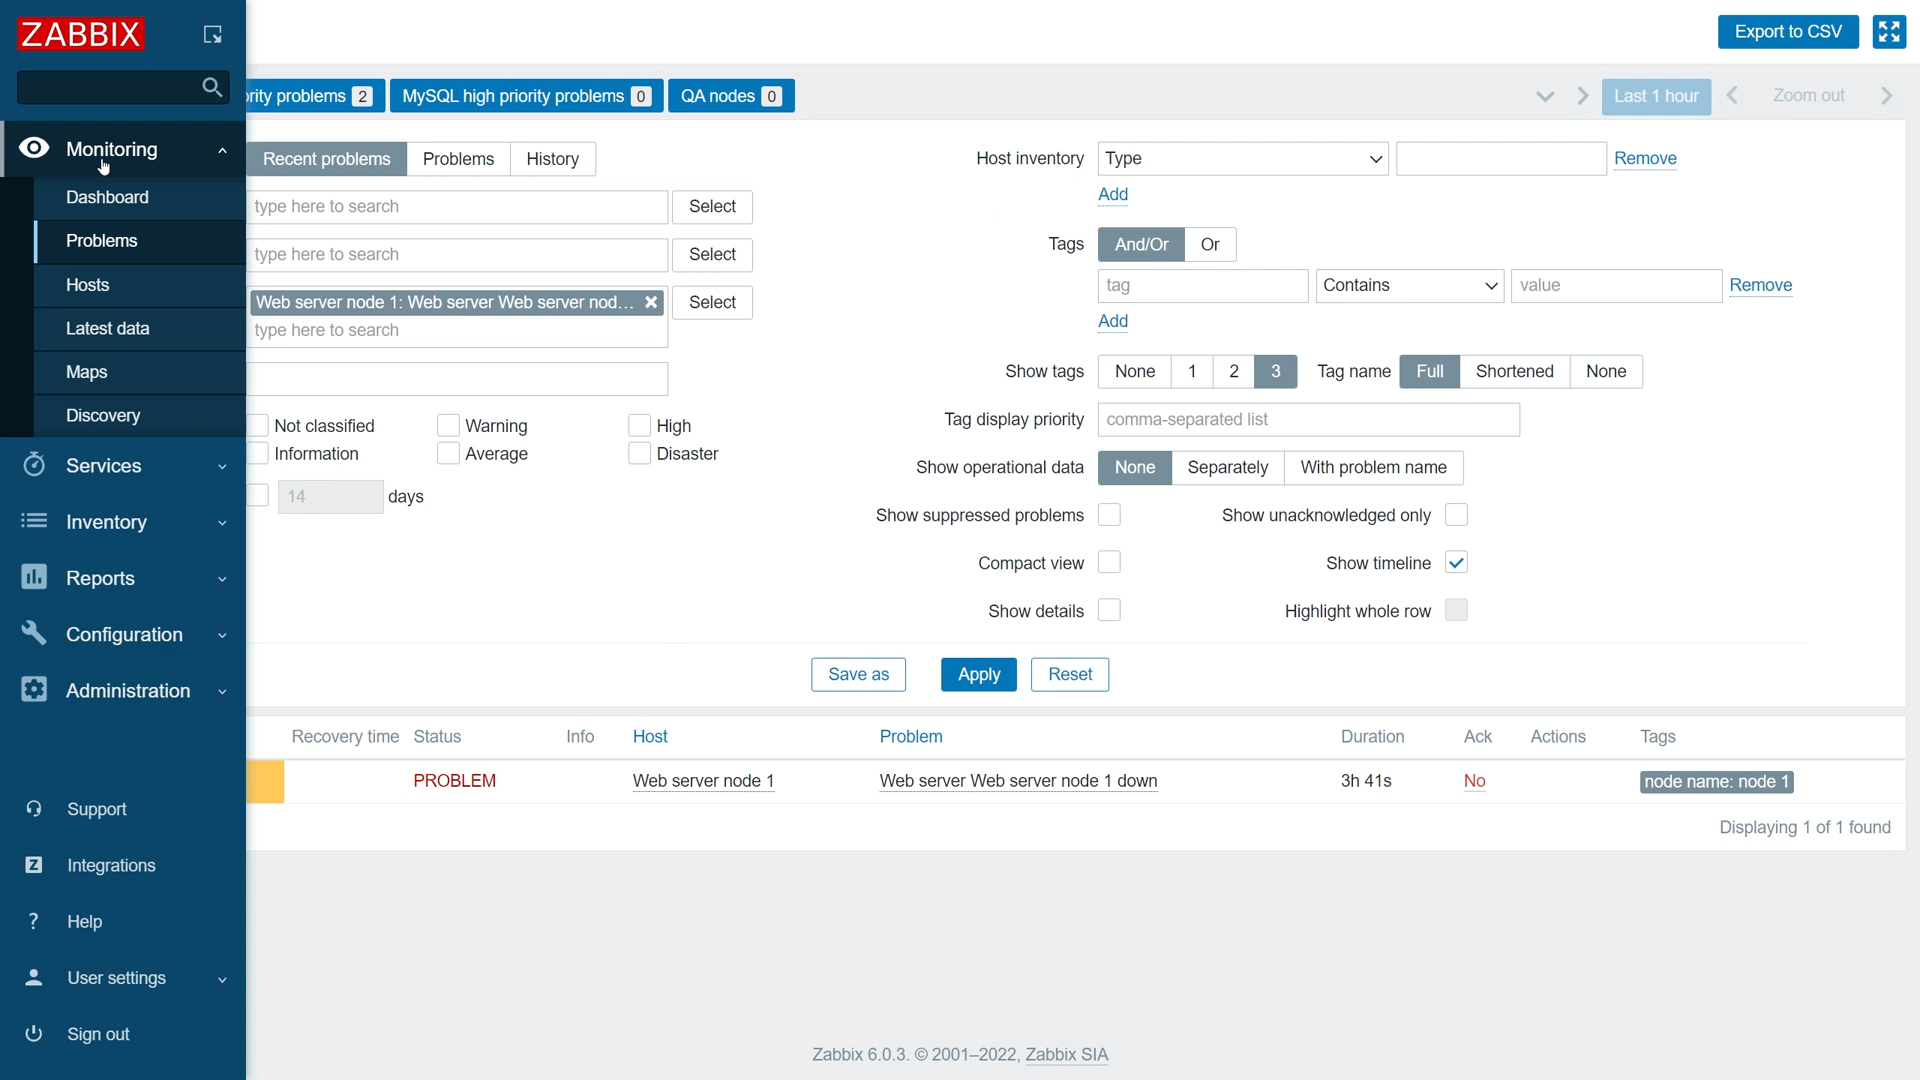 ZABBIX
Monitoring
Dashboard
Problems
Hosts
Latest data
Maps
Discovery
Services
Inventory
Reports
Configuration
Administration
Support
Integrations
Help
User settings
Sign out
Export to CSV
problems 2
MySQL high priority problems 0
QA nodes 0
Last 1 hour
Zoom out
Recent problems
Problems
History
type here to search
Select
type here to search
Select
Web server node 1: Web server Web server nod...
type here to search
Select
Not classified
Warning
High
Information
Average
Disaster
14 days
Host inventory
Type
Remove
Add
Tags
And/Or
Or
tag
Contains
value
Remove
Add
Show tags
None
1
2
3
Tag name
Full
Shortened
None
Tag display priority
comma-separated list
Show operational data
None
Separately
With problem name
Show suppressed problems
Show unacknowledged only
Compact view
Show timeline
Show details
Highlight whole row
Save as
Apply
Reset
Recovery time Status Info Host Problem Duration Ack Actions Tags
PROBLEM Web server node 1 Web server Web server node 1 down 3h 41s No node name: node 1
Displaying 1 of 1 found
Zabbix 6.0.3. © 2001–2022, Zabbix SIA